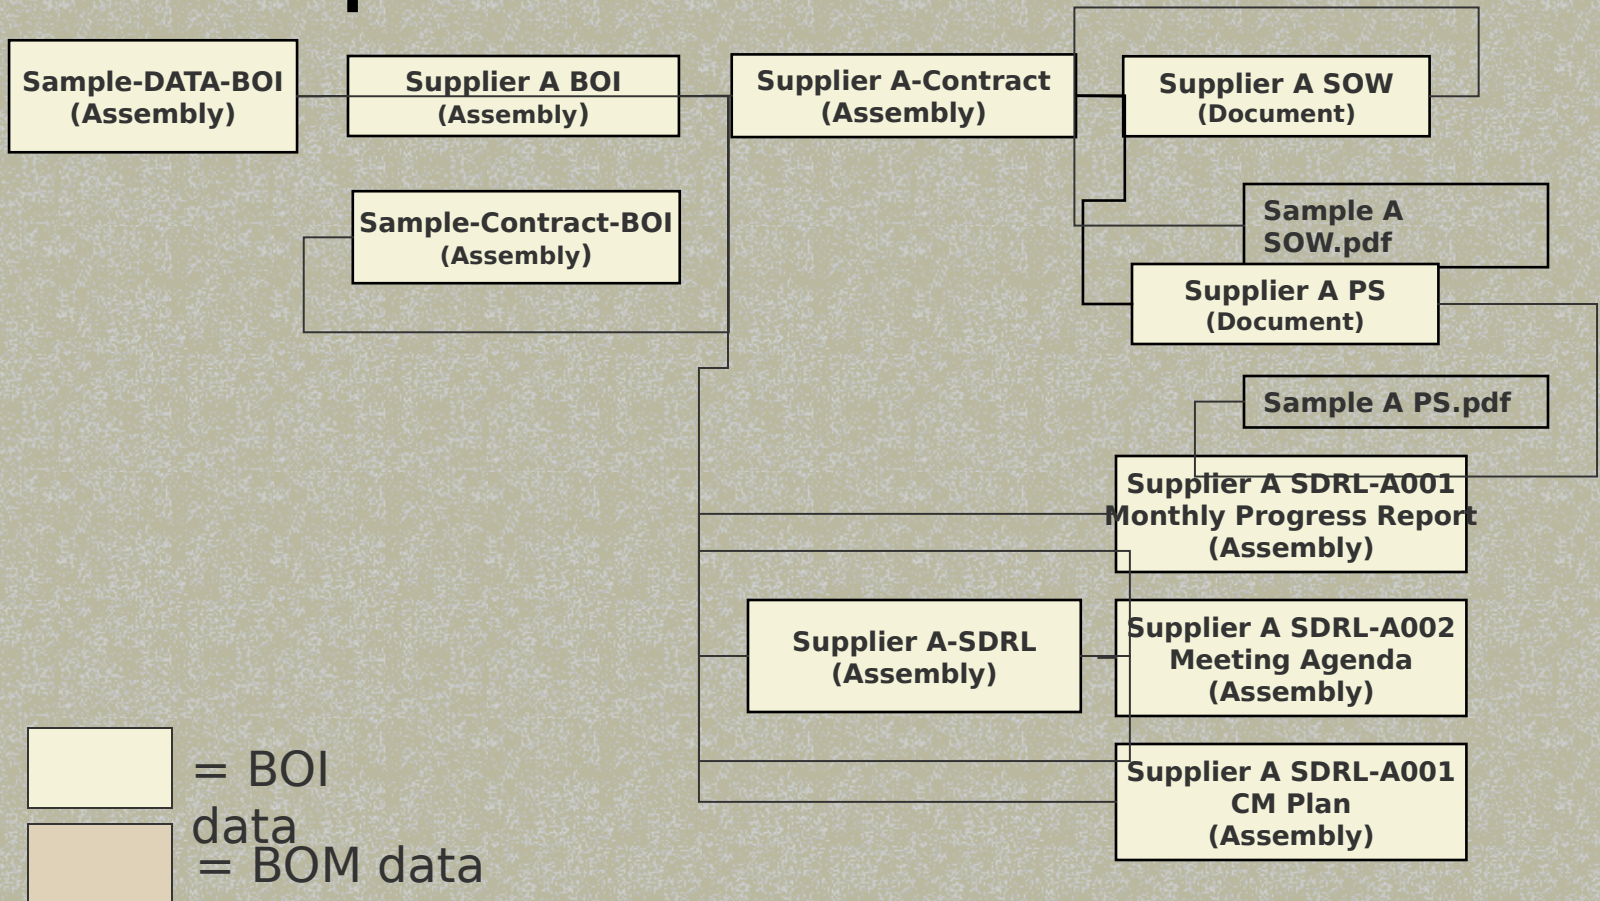 Sample-DATA-BOI
(Assembly)
Supplier A BOI
(Assembly)
Supplier A-Contract
(Assembly)
Supplier A SOW
(Document)
Sample-Contract-BOI
(Assembly)
Sample A
SOW.pdf
Supplier A PS
(Document)
Sample A PS.pdf
Supplier A SDRL-A001
Monthly Progress Report
(Assembly)
Supplier A-SDRL
(Assembly)
Supplier A SDRL-A002
Meeting Agenda
(Assembly)
Supplier A SDRL-A001
CM Plan
(Assembly)
= BOI
data
= BOM data